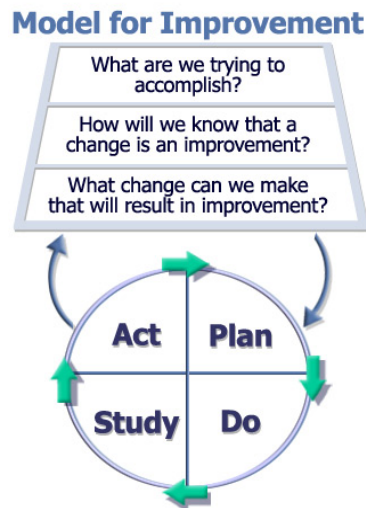 Model for Improvement
What are we trying to
accomplish?
How will we know that a
change is an improvement?
What change can we make
that will result in improvement?
Act
Plan
Study
Do